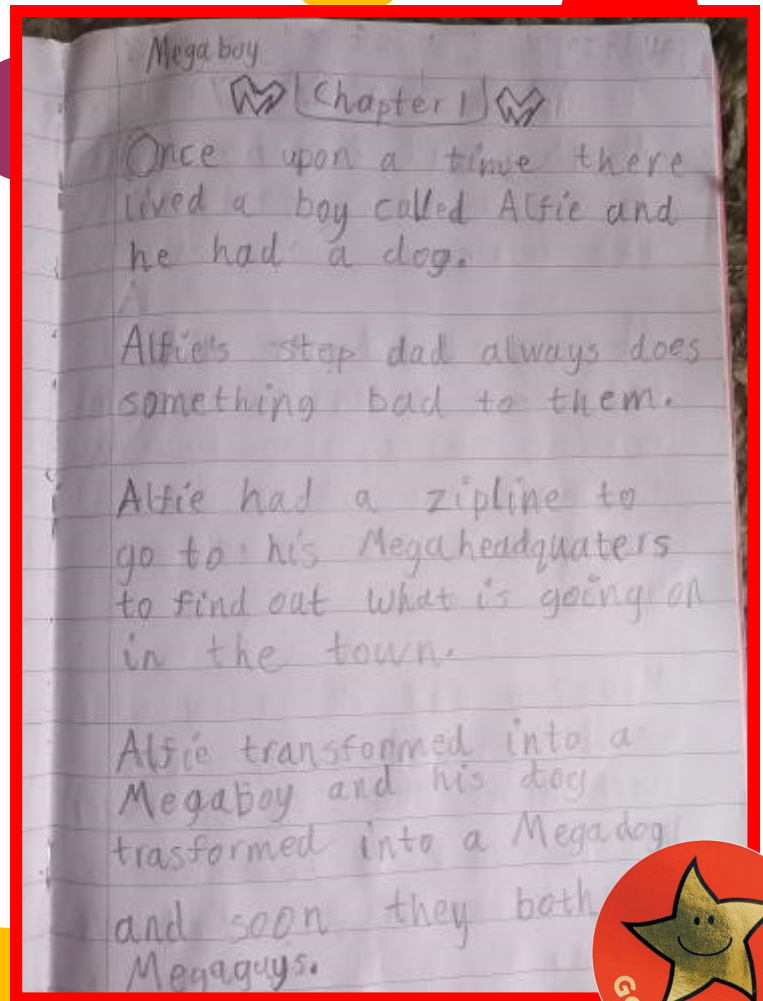 Mega boy
Chapter 1
Once upon a time there
lived a boy called Alfie and
he had a dog.
Alfie's step dad always does
something bad to them.
Alfie had a zipline to
go to his Megaheadquaters
to find out what is going on
in the town.
Alfie transformed into a
Megaboy and his dog
trasformed into a Megadog
and soon they both
Megaguys.